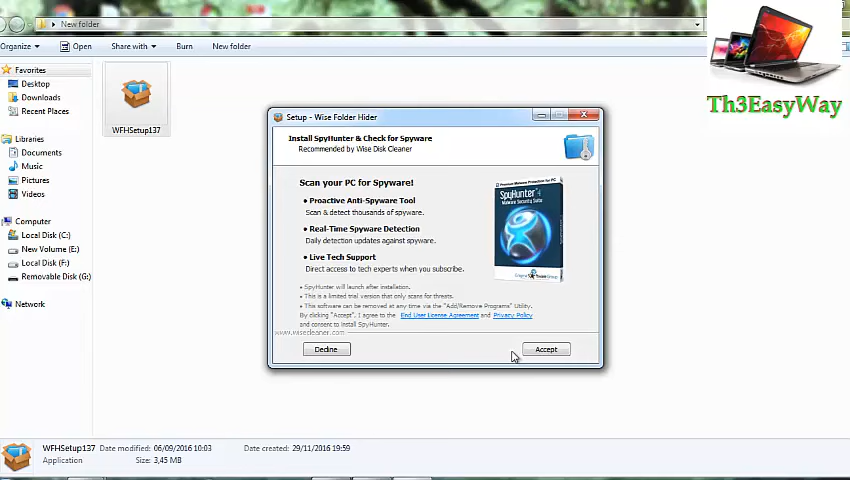 New folder
Organize
Open
Share with
Burn
New folder
Th3EasyWay
Favorites
Desktop
Downloads
Recent Places
Libraries
Documents
Music
Pictures
Videos
Computer
Local Disk (C:)
New Volume (E:)
Local Disk (F:)
Removable Disk (G:)
Network
WFHSetup137
Setup - Wise Folder Hider
Install SpyHunter & Check for Spyware
Recommended by Wise Disk Cleaner
Scan your PC for Spyware!
• Proactive Anti-Spyware Tool
Scan & detect thousands of spyware.
• Real-Time Spyware Detection
Daily detection updates against spyware.
• Live Tech Support
Direct access to tech experts when you subscribe.
SpyHunter 4
Malware Security Suite
• SpyHunter will launch after installation.
• This is a limited trial version that only scans for threats.
• This software can be removed at any time via the "Add/Remove Programs" Utility.
By clicking "Accept", I agree to the End User License Agreement and Privacy Policy
and consent to install SpyHunter.
www.wisecleaner.com
Decline
Accept
WFHSetup137 Date modified: 06/09/2016 10:03 Date created: 29/11/2016 19:59
Application Size: 3,45 MB